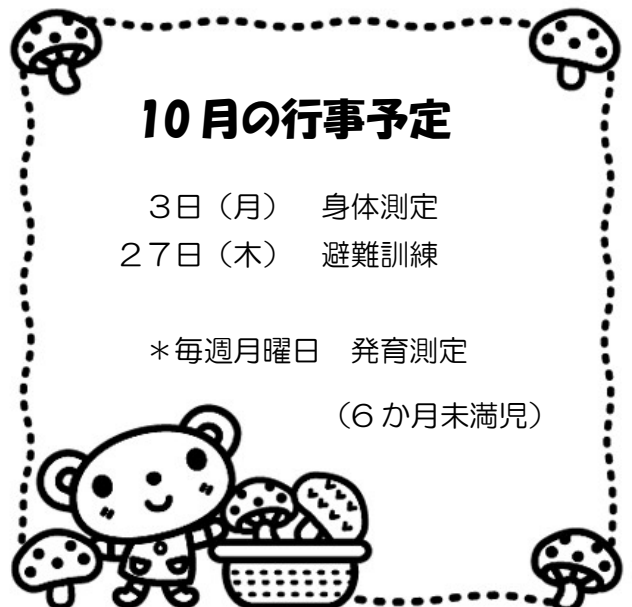 10月の行事予定
3日（月）　身体測定
27日（木）　避難訓練
＊毎週月曜日　発育測定
（6か月未満児）